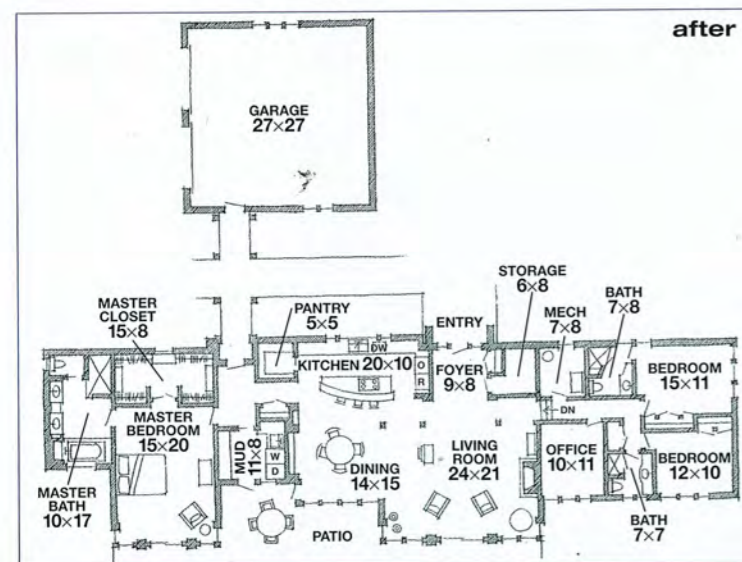 after
GARAGE
27×27
STORAGE
6×8
BATH
7×8
MASTER
CLOSET
15×8
PANTRY
5×5
ENTRY
MECH
7×8
DW
KITCHEN 20×10
O
R
FOYER
9×8
BEDROOM
15×11
DN
MASTER
BEDROOM
15×20
MUD
11×8
W
D
DINING
14×15
LIVING
ROOM
24×21
OFFICE
10×11
BEDROOM
12×10
MASTER
BATH
10×17
PATIO
BATH
7×7